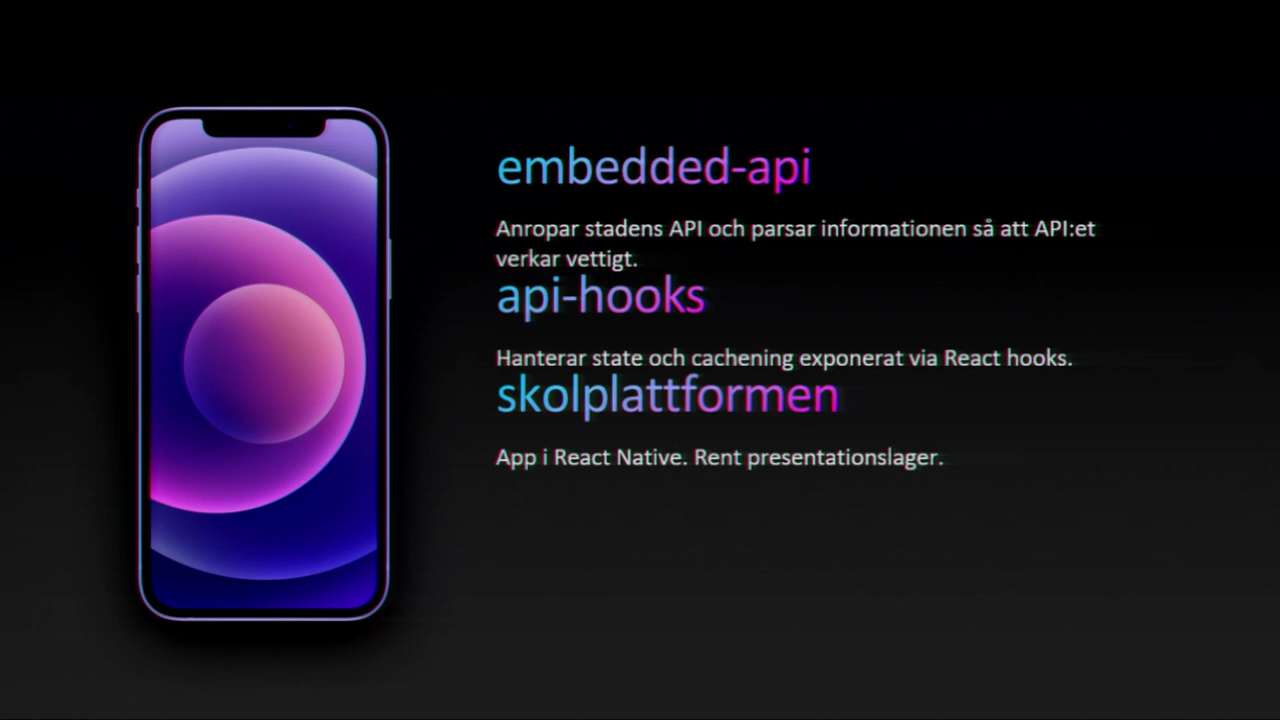 embedded-api
Anropar stadens API och parsar informationen så att API:et
verkar vettigt.
api-hooks
Hanterar state och cachening exponerat via React hooks.
skolplattformen
App i React Native. Rent presentationslager.